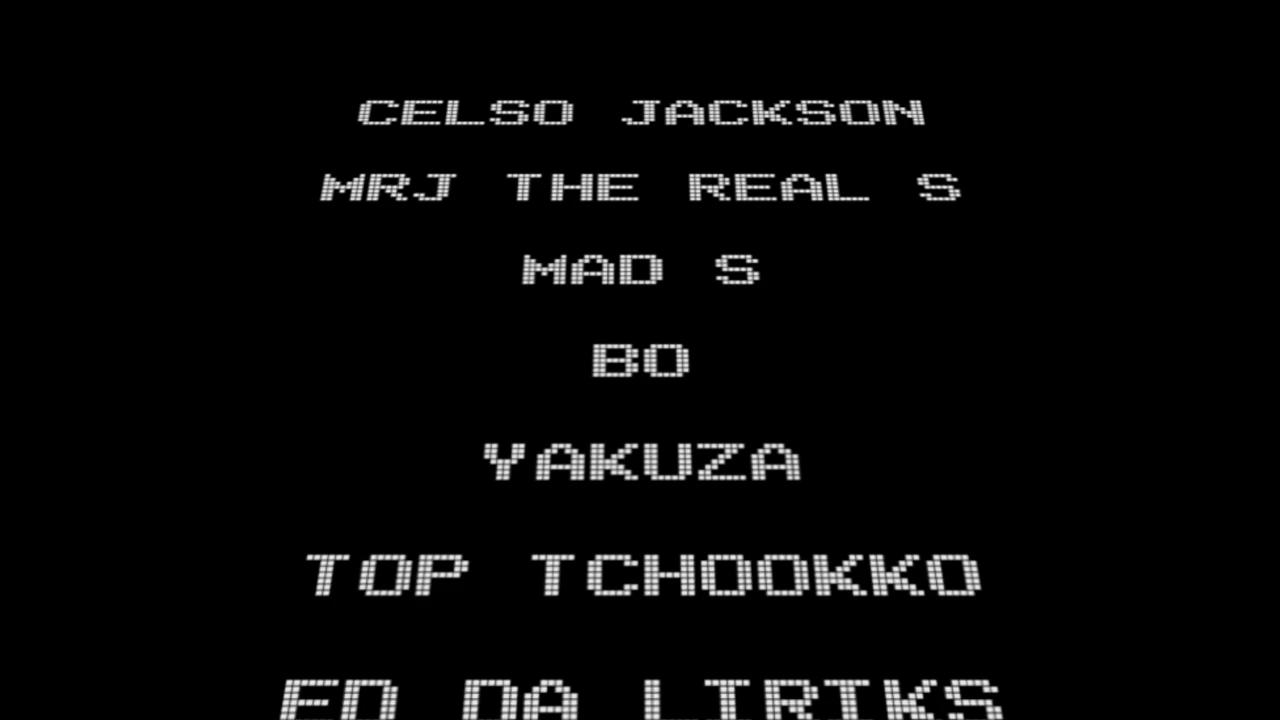 CELSO JACKSON
MRJ THE REAL S
MAD S
BO
YAKUZA
TOP TCHOOKKO
ED DA LIRIKS